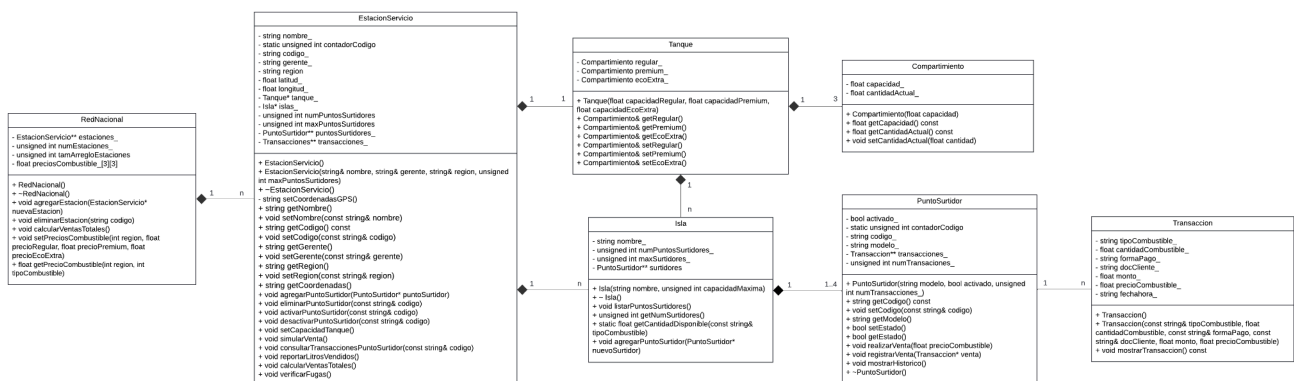 RedNacional
- EstacionServicio** estaciones_
- unsigned int numEstaciones_
- unsigned int tamArregloEstaciones
- float preciosCombustible_[3][3]
+ RedNacional()
+ ~RedNacional()
+ void agregarEstacion(EstacionServicio*
nuevaEstacion)
+ void eliminarEstacion(string codigo)
+ void calcularVentasTotales()
+ void setPreciosCombustible(int region, float
precioRegular, float precioPremium, float
precioEcoExtra)
+ float getPrecioCombustible(int region, int
tipoCombustible)
1
n
EstacionServicio
- string nombre_
- static unsigned int contadorCodigo
- string codigo_
- string gerente_
- string region
- float latitud_
- float longitud_
- Tanque* tanque_
- Isla* islas_
- unsigned int numPuntosSurtidores
- unsigned int maxPuntosSurtidores
- PuntoSurtidor** puntosSurtidores_
- Transacciones** transacciones_
+ EstacionServicio()
+ EstacionServicio(string& nombre, string& gerente, string& region, unsigned
int maxPuntosSurtidores)
+ ~EstacionServicio()
- string setCoordenadasGPS()
+ string getNombre()
+ void setNombre(const string& nombre)
+ string getCodigo() const
+ void setCodigo(const string& codigo)
+ string getGerente()
+ void setGerente(const string& gerente)
+ string getRegion()
+ void setRegion(const string& region)
+ string getCoordenadas()
+ void agregarPuntoSurtidor(PuntoSurtidor* puntoSurtidor)
+ void eliminarPuntoSurtidor(const string& codigo)
+ void activarPuntoSurtidor(const string& codigo)
+ void desactivarPuntoSurtidor(const string& codigo)
+ void setCapacidadTanque()
+ void simularVenta()
+ void consultarTransaccionesPuntoSurtidor(const string& codigo)
+ void reportarLitrosVendidos()
+ void calcularVentasTotales()
+ void verificarFugas()
1
1
1
n
Tanque
- Compartimiento regular_
- Compartimiento premium_
- Compartimiento ecoExtra_
+ Tanque(float capacidadRegular, float capacidadPremium,
float capacidadEcoExtra)
+ Compartimento& getRegular()
+ Compartimento& getPremium()
+ Compartimento& getEcoExtra()
+ Compartimento& setRegular()
+ Compartimento& setPremium()
+ Compartimento& setEcoExtra()
1
3
1
n
Compartimiento
- float capacidad_
- float cantidadActual_
+ Compartimiento(float capacidad)
+ float getCapacidad() const
+ float getCantidadActual() const
+ void setCantidadActual(float cantidad)
Isla
- string nombre_
- unsigned int numPuntosSurtidores_
- unsigned int maxSurtidores_
- PuntoSurtidor** surtidores
+ Isla(string nombre, unsigned int capacidadMaxima)
+ ~ Isla()
+ void listarPuntosSurtidores()
+ unsigned int getNumSurtidores()
+ static float getCantidadDisponible(const string&
tipoCombustible)
+ void agregarPuntoSurtidor(PuntoSurtidor*
nuevoSurtidor)
1
1..4
PuntoSurtidor
- bool activado_
- static unsigned int contadorCodigo
- string codigo_
- string modelo_
- Transaccion** transacciones_
- unsigned int numTransaciones_
+ PuntoSurtidor(string modelo, bool activado, unsigned
int numTransacciones_)
+ string getCodigo() const
+ void setCodigo(const string& codigo)
+ string getModelo()
+ bool setEstado()
+ bool getEstado()
+ void realizarVenta(float precioCombustible)
+ void registrarVenta(Transaccion* venta)
+ void mostrarHistorico()
+ ~PuntoSurtidor()
1
n
Transaccion
- string tipoCombustible_
- float cantidadCombustible_
- string formaPago_
- string docCliente_
- float monto_
- float precioCombustible_
- string fechahora_
+ Transaccion()
+ Transaccion(const string& tipoCombustible, float
cantidadCombustible, const string& formaPago, const
string& docCliente, float monto, float precioCombustible)
+ void mostrarTransaccion() const